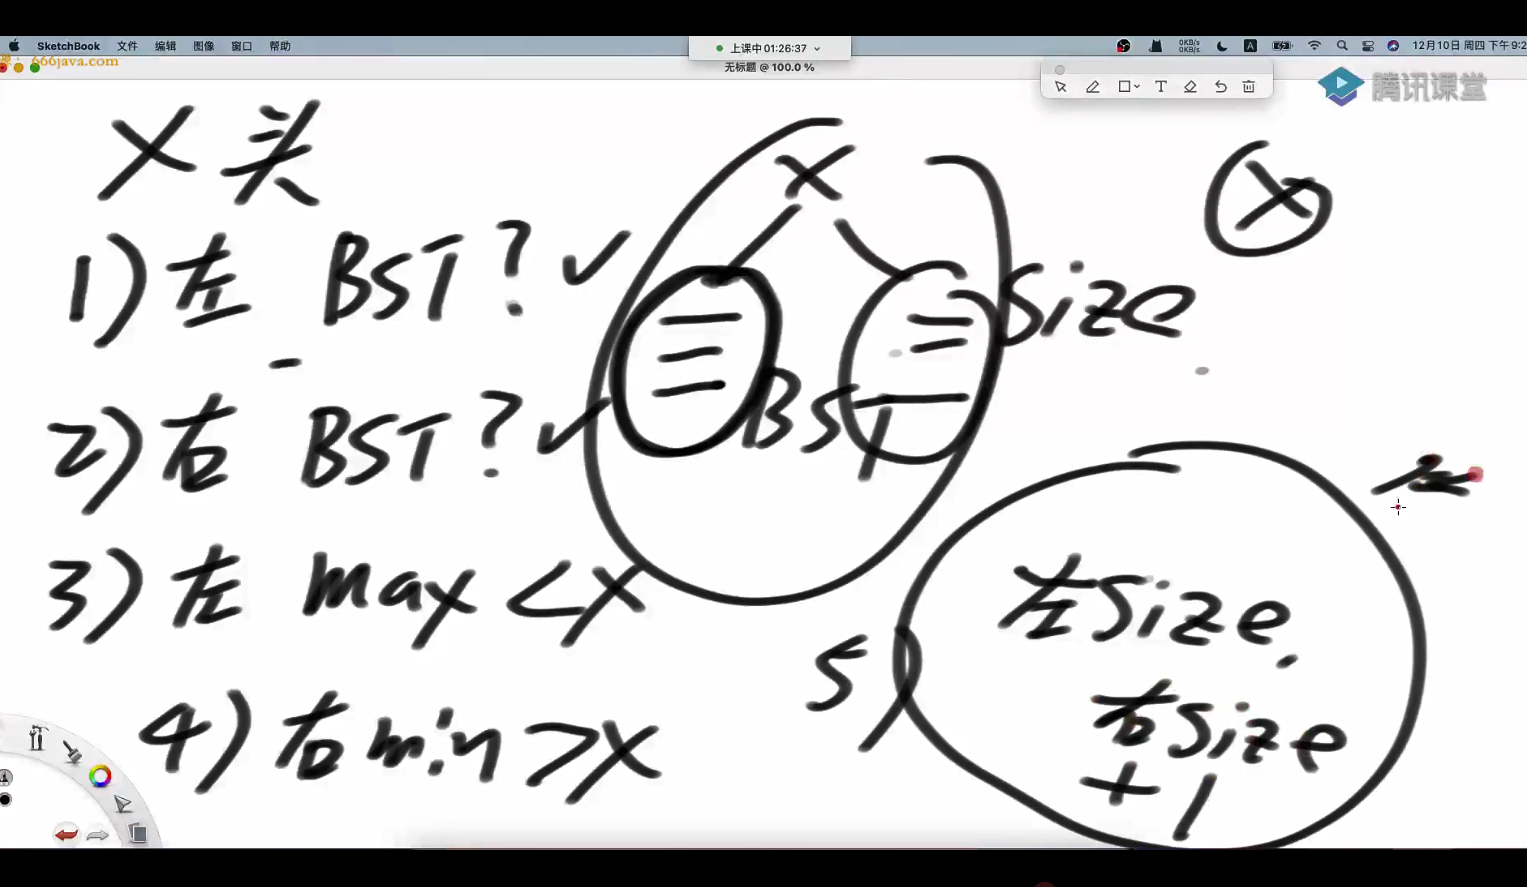 SketchBook 文件 编辑 图像 窗口 帮助
上课中 01:26:37
0KB/s
0KB/s
A
12月10日 周四 下午9:2
666java.com
无标题 @ 100.0 %
T
腾讯课堂
X 头
X
X
1) 左 BST? ✓
Size
2) 右 BST? ✓
BST
3) 左 max < X
4) 右 min > X
5)
左Size,
右Size
+ 1